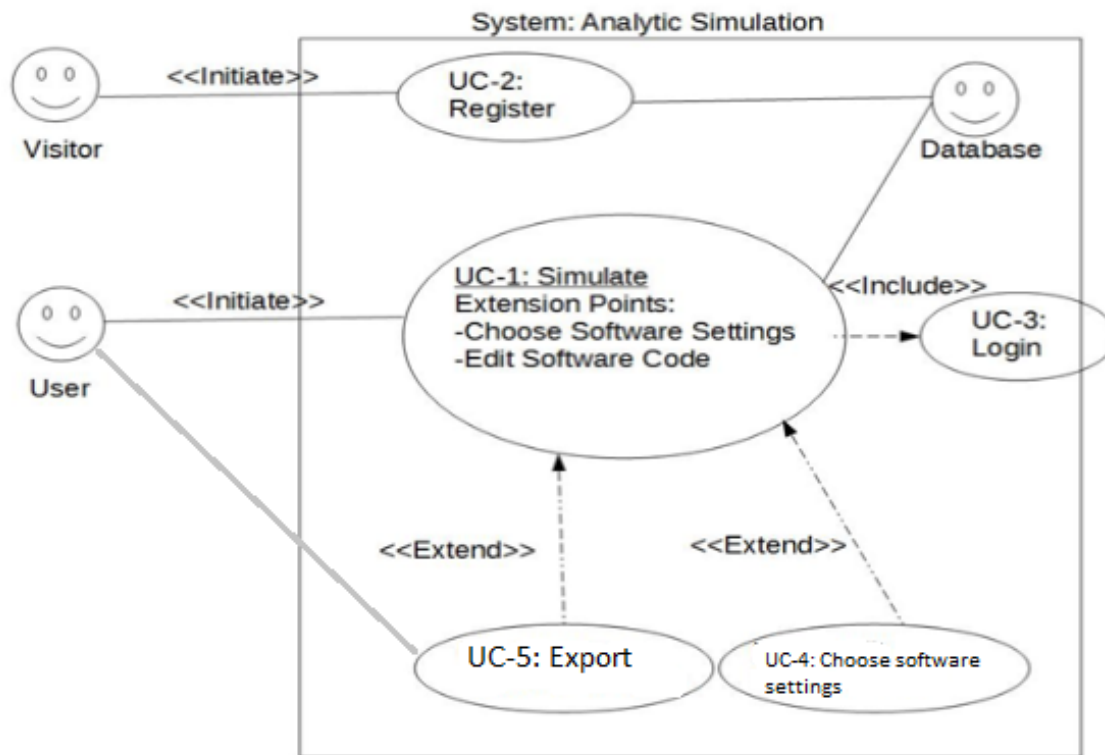 System: Analytic Simulation
<<Initiate>>
UC-2:
Register
Visitor
Database
UC-1: Simulate
Extension Points:
-Choose Software Settings
-Edit Software Code
<<Initiate>>
<<Include>>
UC-3:
Login
User
<<Extend>>
<<Extend>>
UC-5: Export
UC-4: Choose software
settings